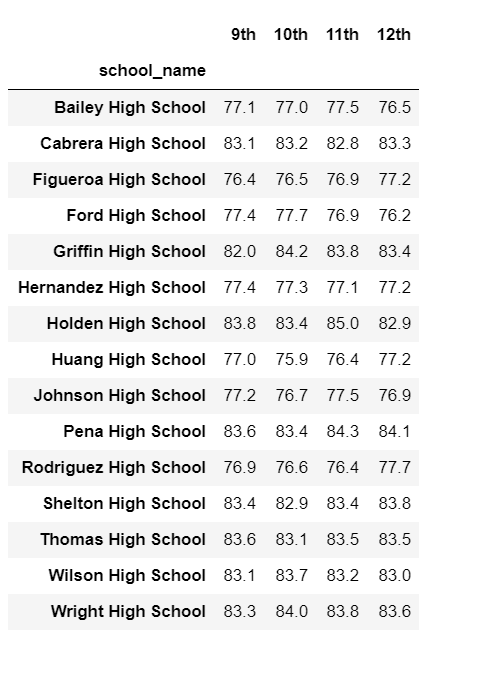 9th 10th 11th 12th
school_name
Bailey High School 77.1 77.0 77.5 76.5
Cabrera High School 83.1 83.2 82.8 83.3
Figueroa High School 76.4 76.5 76.9 77.2
Ford High School 77.4 77.7 76.9 76.2
Griffin High School 82.0 84.2 83.8 83.4
Hernandez High School 77.4 77.3 77.1 77.2
Holden High School 83.8 83.4 85.0 82.9
Huang High School 77.0 75.9 76.4 77.2
Johnson High School 77.2 76.7 77.5 76.9
Pena High School 83.6 83.4 84.3 84.1
Rodriguez High School 76.9 76.6 76.4 77.7
Shelton High School 83.4 82.9 83.4 83.8
Thomas High School 83.6 83.1 83.5 83.5
Wilson High School 83.1 83.7 83.2 83.0
Wright High School 83.3 84.0 83.8 83.6